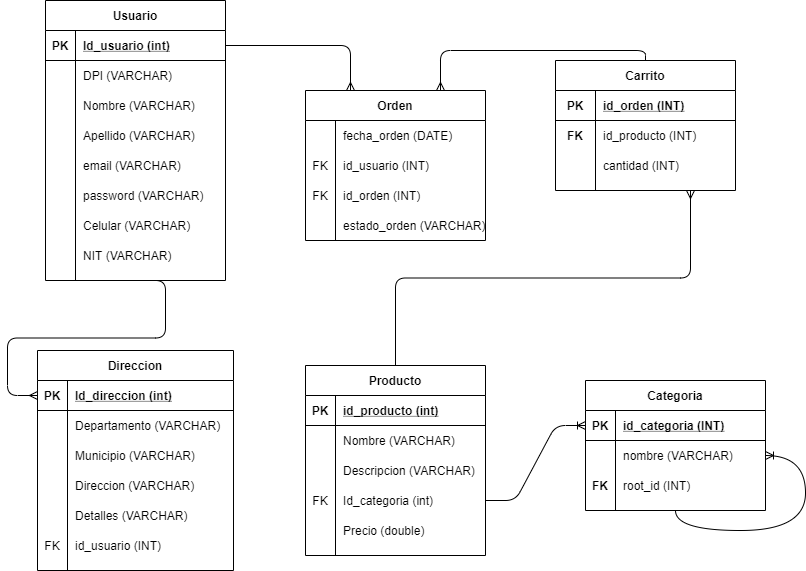 Usuario
PK Id_usuario (int)
DPI (VARCHAR)
Nombre (VARCHAR)
Apellido (VARCHAR)
email (VARCHAR)
password (VARCHAR)
Celular (VARCHAR)
NIT (VARCHAR)
Orden
fecha_orden (DATE)
FK id_usuario (INT)
FK id_orden (INT)
estado_orden (VARCHAR)
Carrito
PK id_orden (INT)
FK id_producto (INT)
cantidad (INT)
Direccion
PK Id_direccion (int)
Departamento (VARCHAR)
Municipio (VARCHAR)
Direccion (VARCHAR)
Detalles (VARCHAR)
FK id_usuario (INT)
Producto
PK id_producto (int)
Nombre (VARCHAR)
Descripcion (VARCHAR)
FK Id_categoria (int)
Precio (double)
Categoria
PK id_categoria (INT)
nombre (VARCHAR)
FK root_id (INT)